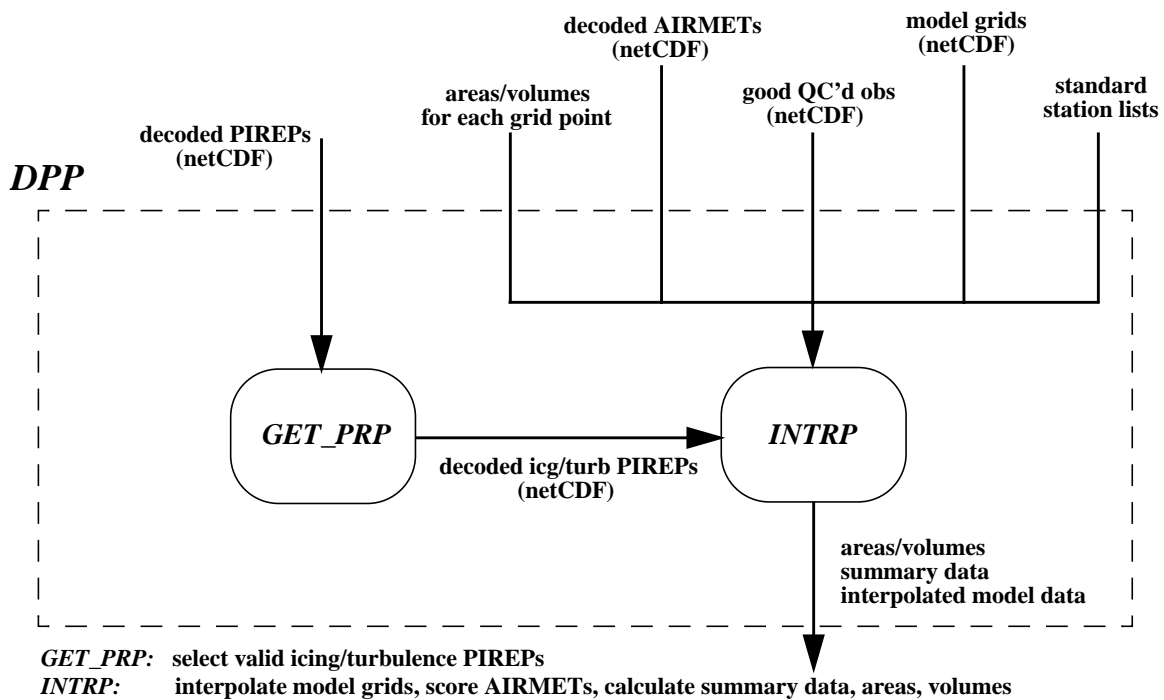 decoded AIRMETs
(netCDF)
model grids
(netCDF)
areas/volumes
for each grid point
good QC'd obs
(netCDF)
standard
station lists
decoded PIREPs
(netCDF)
DPP
GET_PRP
INTRP
decoded icg/turb PIREPs
(netCDF)
areas/volumes
summary data
interpolated model data
GET_PRP: select valid icing/turbulence PIREPs
INTRP: interpolate model grids, score AIRMETs, calculate summary data, areas, volumes